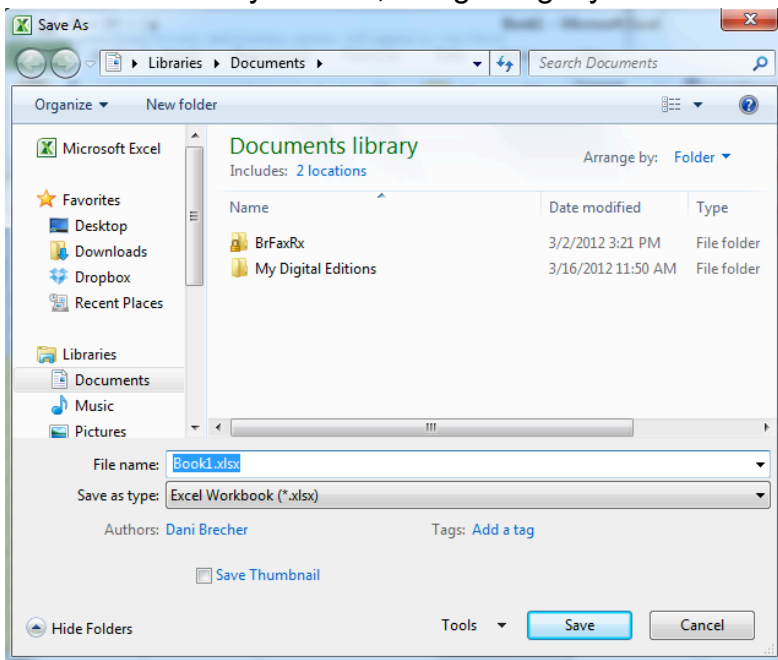 Save As
Libraries Documents Search Documents
Organize New folder
Microsoft Excel
Favorites
Desktop
Downloads
Dropbox
Recent Places
Libraries
Documents
Music
Pictures
Documents library
Includes: 2 locations
Arrange by: Folder
Name Date modified Type
BrFaxRx 3/2/2012 3:21 PM File folder
My Digital Editions 3/16/2012 11:50 AM File folder
File name: Book1.xlsx
Save as type: Excel Workbook (*.xlsx)
Authors: Dani Brecher Tags: Add a tag
Save Thumbnail
Hide Folders Tools Save Cancel